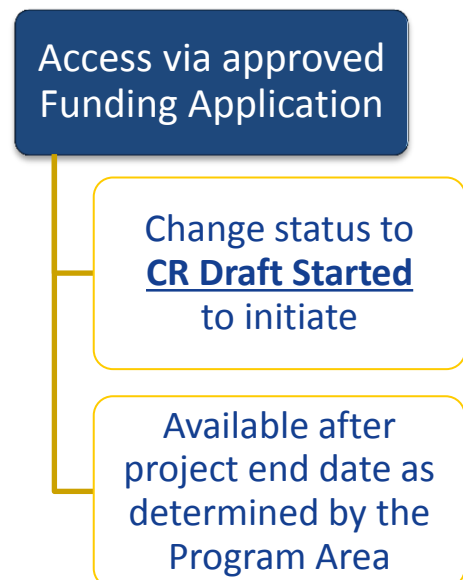 Access via approved
Funding Application
Change status to
CR Draft Started
to initiate
Available after
project end date as
determined by the
Program Area